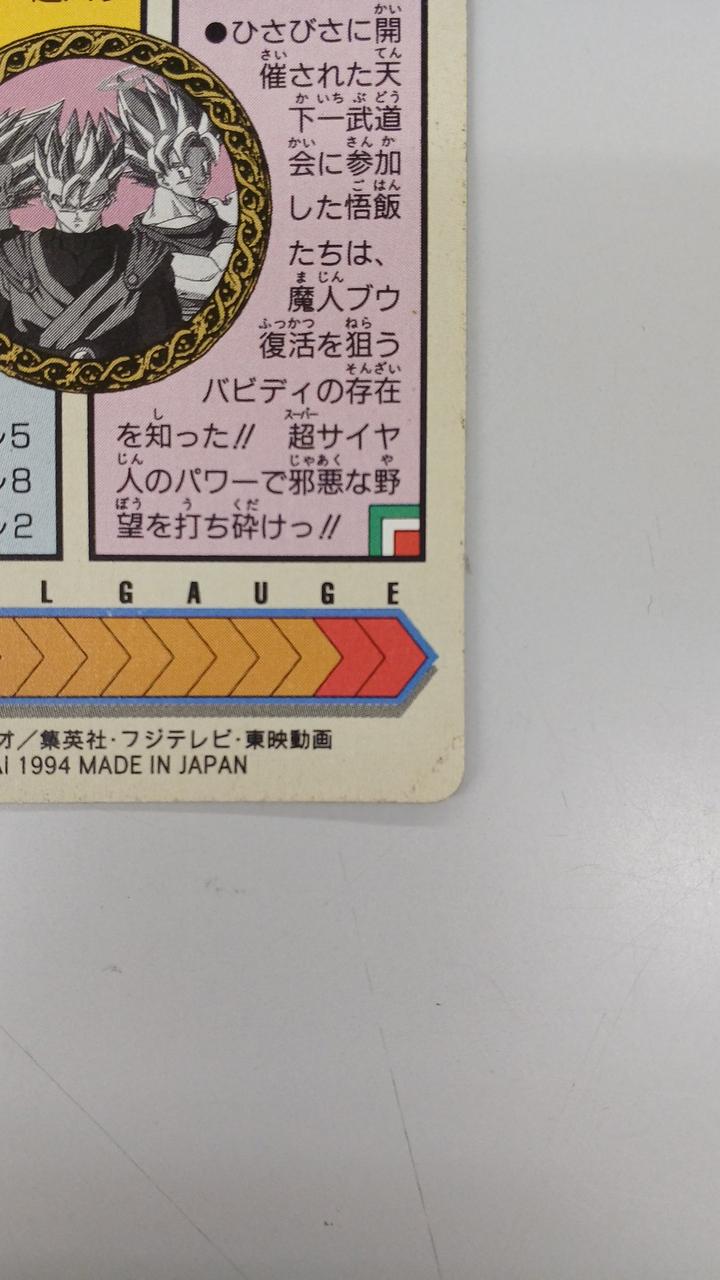 ●ひさびさに開
催された天
下一武道
会に参加
した悟飯
たちは、
魔人ブウ
復活を狙う
バビディの存在
を知った!! 超サイヤ
人のパワーで邪悪な野
望を打ち砕けっ!!
5
8
2
L GAUGE
オ／集英社・フジテレビ・東映動画
AI 1994 MADE IN JAPAN